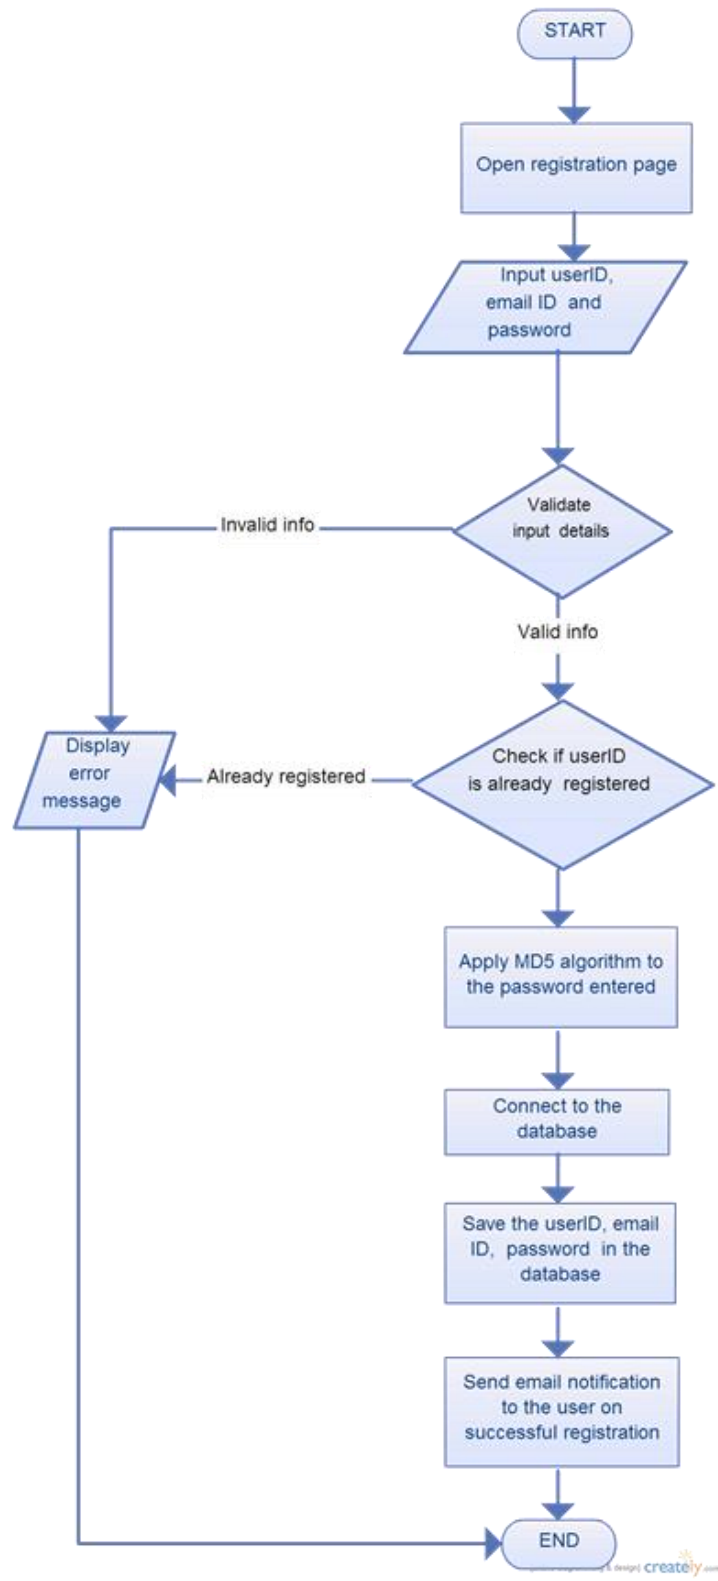 START
Open registration page
Input userID,
email ID and
password
Validate
input details
Invalid info
Valid info
Display
error
message
Already registered
Check if userID
is already registered
Apply MD5 algorithm to
the password entered
Connect to the
database
Save the userID, email
ID, password in the
database
Send email notification
to the user on
successful registration
END
& design] creately.com